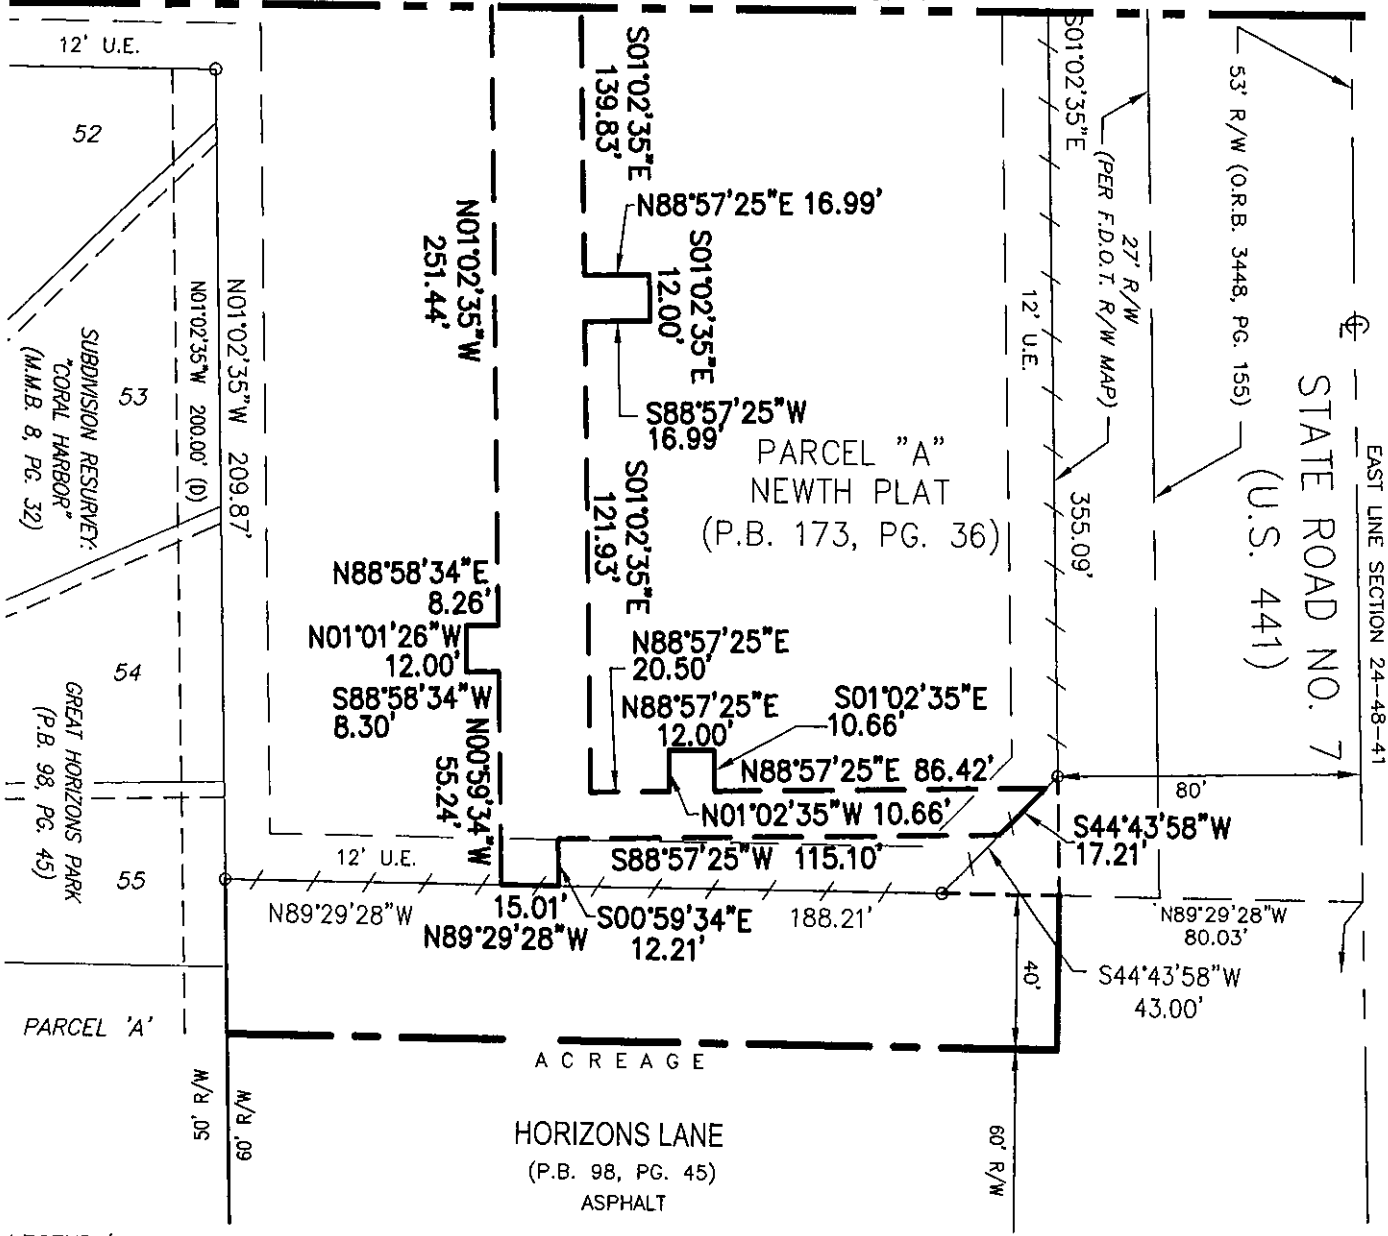 12' U.E.
52
S01°02'35"E
139.83'
N88°57'25"E 16.99'
S01°02'35"E
12.00'
S88°57'25"W
16.99'
N01°02'35"W
251.44'
S01°02'35"E
121.93'
PARCEL "A"
NEWTH PLAT
(P.B. 173, PG. 36)
S01°02'35"E
355.09'
12' U.E.
27' R/W
(PER F.D.O.T. R/W MAP)
53' R/W (O.R.B. 3448, PG. 155)
STATE ROAD NO. 7
(U.S. 441)
EAST LINE SECTION 24-48-41
N01°02'35"W 209.87'
N01°02'35"W 200.00' (D)
53
SUBDIVISION RESURVEY:
"CORAL HARBOR"
(M.M.B. 8, PG. 32)
N88°58'34"E
8.26'
N01°01'26"W
12.00'
S88°58'34"W
8.30'
N00°59'34"W
55.24'
54
GREAT HORIZONS PARK
(P.B. 98, PG. 45)
55
N88°57'25"E
20.50'
N88°57'25"E
12.00'
S01°02'35"E
10.66'
N88°57'25"E 86.42'
N01°02'35"W 10.66'
80'
S44°43'58"W
17.21'
12' U.E.
S88°57'25"W 115.10'
N89°29'28"W
15.01'
N89°29'28"W
S00°59'34"E
12.21'
188.21'
N89°29'28"W
80.03'
40'
S44°43'58"W
43.00'
PARCEL 'A'
ACREAGE
50' R/W
60' R/W
60' R/W
HORIZONS LANE
(P.B. 98, PG. 45)
ASPHALT